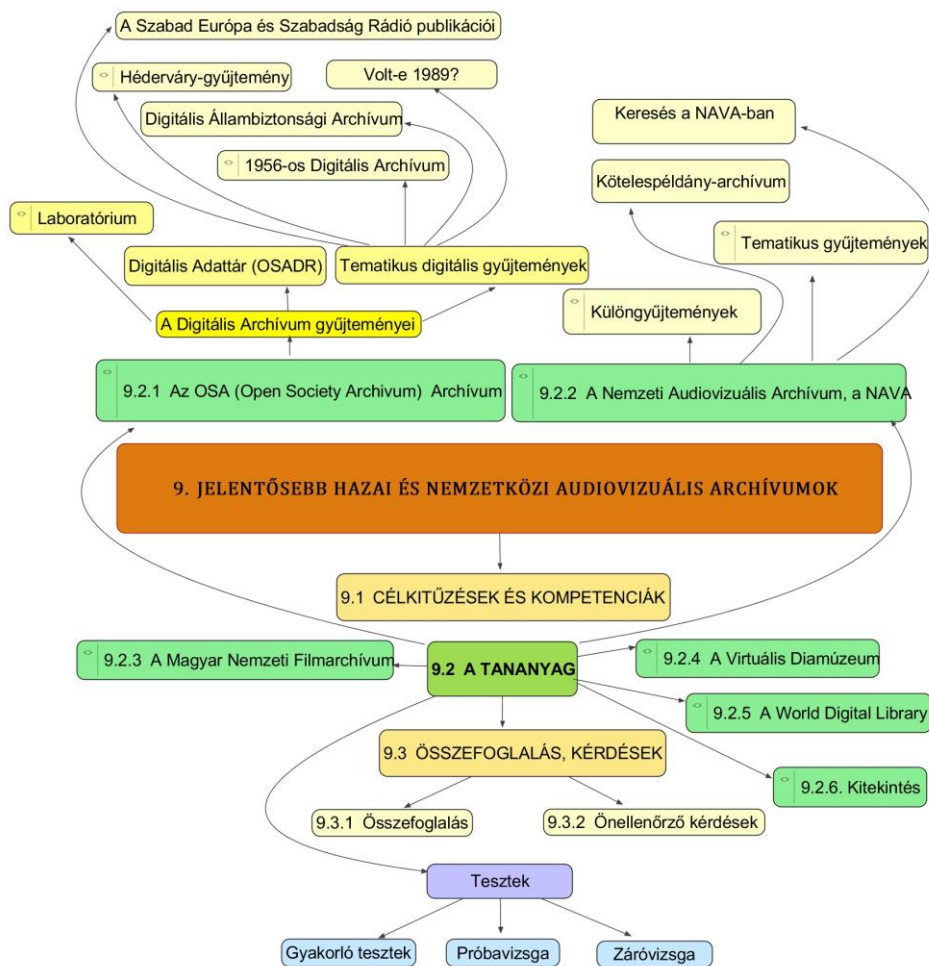 A Szabad Európa és Szabadság Rádió publikációi
Héderváry-gyűjtemény
Volt-e 1989?
Digitális Állambiztonsági Archívum
Keresés a NAVA-ban
1956-os Digitális Archívum
Kötelespéldány-archívum
Laboratórium
Tematikus gyűjtemények
Digitális Adattár (OSADR)
Tematikus digitális gyűjtemények
Különgyűjtemények
A Digitális Archívum gyűjteményei
9.2.1 Az OSA (Open Society Archivum) Archívum
9.2.2 A Nemzeti Audiovizuális Archívum, a NAVA
9. JELENTŐSEBB HAZAI ÉS NEMZETKÖZI AUDIOVIZUÁLIS ARCHÍVUMOK
9.1 CÉLKITŰZÉSEK ÉS KOMPETENCIÁK
9.2.3 A Magyar Nemzeti Filmarchívum
9.2 A TANANYAG
9.2.4 A Virtuális Diamúzeum
9.2.5 A World Digital Library
9.3 ÖSSZEFOGLALÁS, KÉRDÉSEK
9.2.6. Kitekintés
9.3.1 Összefoglalás
9.3.2 Önellenőrző kérdések
Tesztek
Gyakorló tesztek
Próbavizsga
Záróvizsga